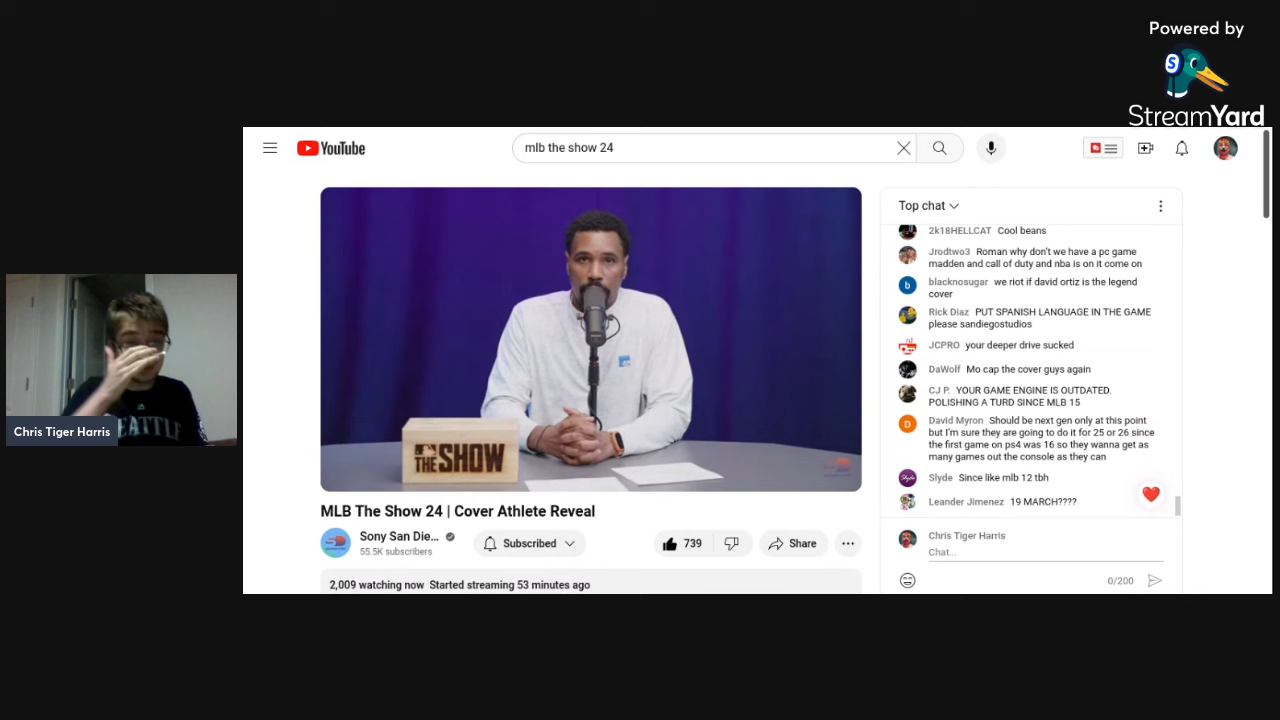 Powered by
StreamYard
YouTube
mlb the show 24
THE SHOW
Chris Tiger Harris
EATTLE
MLB The Show 24 | Cover Athlete Reveal
Sony San Die...
55.5K subscribers
Subscribed
739
Share
2,009 watching now Started streaming 53 minutes ago
Top chat
2k18HELLCAT Cool beans
Jrodtwo3 Roman why don't we have a pc game
madden and call of duty and nba is on it come on
blacknosugar we riot if david ortiz is the legend
cover
Rick Diaz PUT SPANISH LANGUAGE IN THE GAME
please sandiegostudios
JCPRO your deeper drive sucked
DaWolf Mo cap the cover guys again
CJ P. YOUR GAME ENGINE IS OUTDATED.
POLISHING A TURD SINCE MLB 15
David Myron Should be next gen only at this point
but I'm sure they are going to do it for 25 or 26 since
the first game on ps4 was 16 so they wanna get as
many games out the console as they can
Slyde Since like mlb 12 tbh
Leander Jimenez 19 MARCH????
Chris Tiger Harris
Chat...
0/200